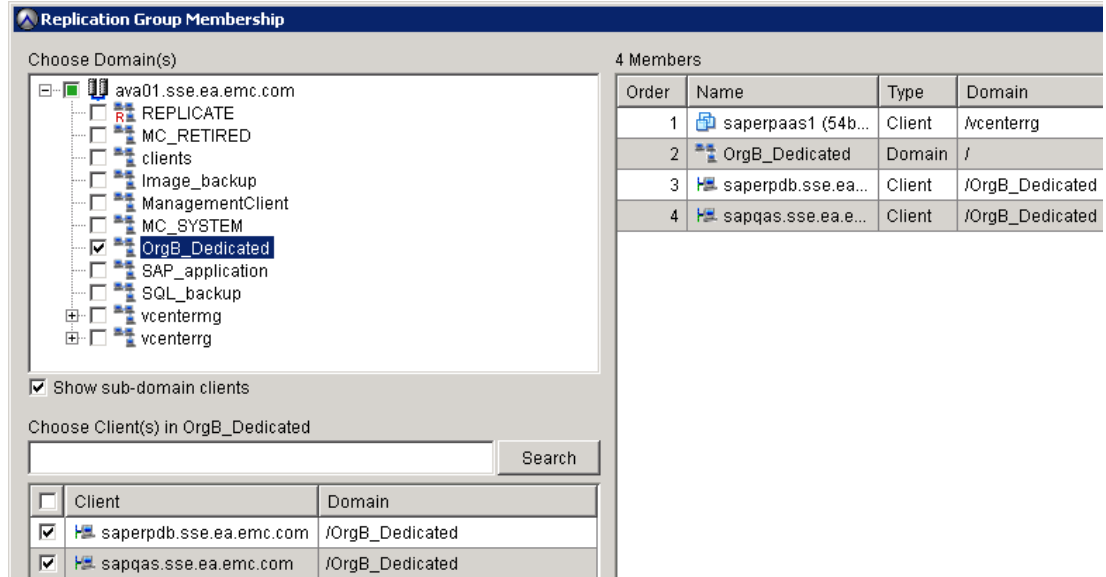 Replication Group Membership
Choose Domain(s)
ava01.sse.ea.emc.com
R REPLICATE
MC_RETIRED
clients
Image_backup
ManagementClient
MC_SYSTEM
OrgB_Dedicated
SAP_application
SQL_backup
vcentermg
vcenterrg
Show sub-domain clients
Choose Client(s) in OrgB_Dedicated
Search
Client Domain
saperpdb.sse.ea.emc.com /OrgB_Dedicated
sapqas.sse.ea.emc.com /OrgB_Dedicated
4 Members
Order Name Type Domain
1 saperpaas1 (54b... Client /vcenterrg
2 OrgB_Dedicated Domain /
3 saperpdb.sse.ea... Client /OrgB_Dedicated
4 sapqas.sse.ea.e... Client /OrgB_Dedicated